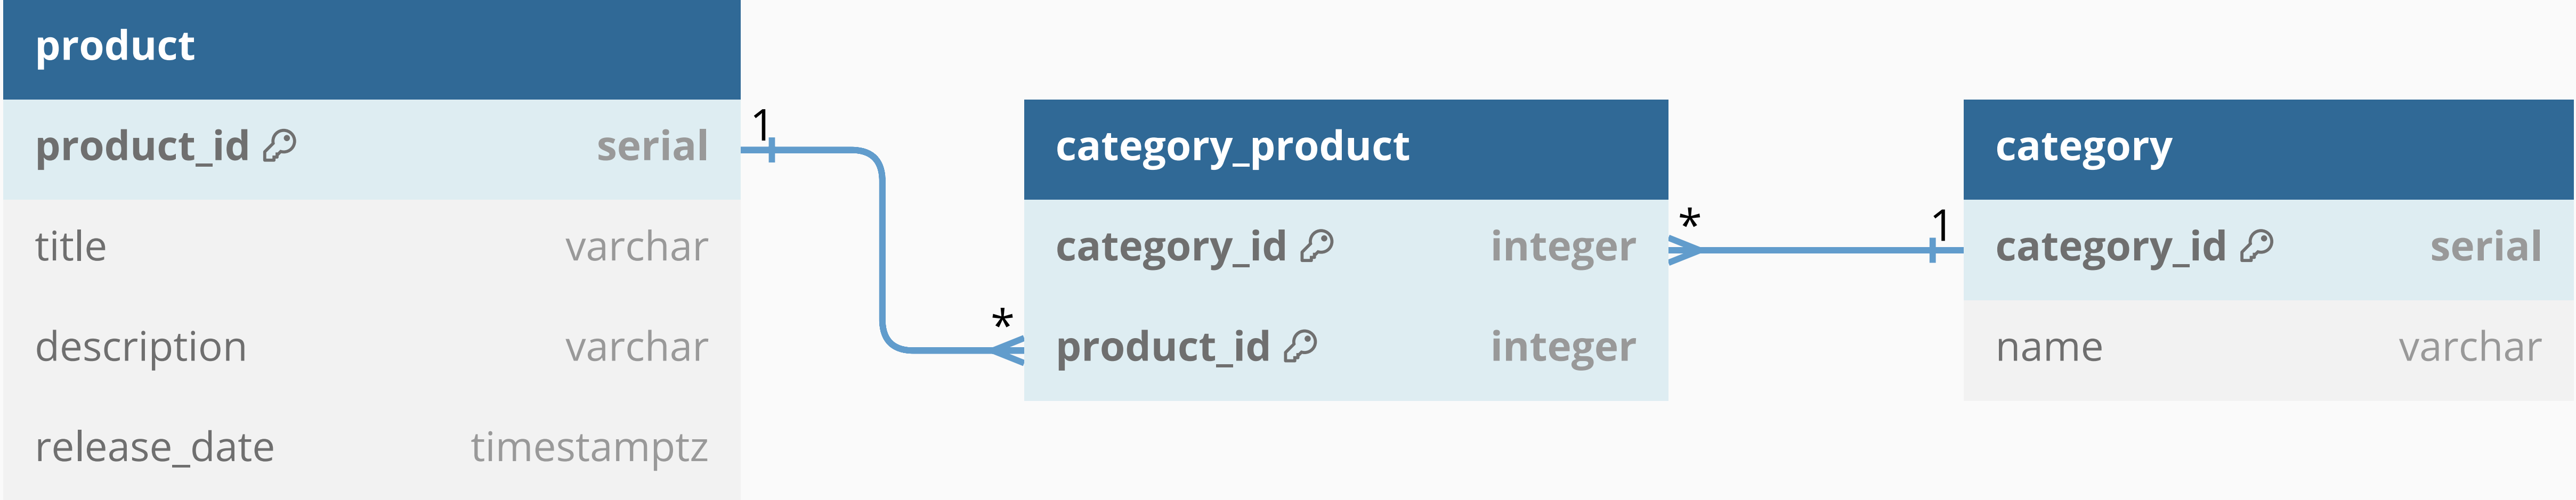 product
product_id serial
title varchar
description varchar
release_date timestamptz
1
*
category_product
category_id integer
product_id integer
*
1
category
category_id serial
name varchar